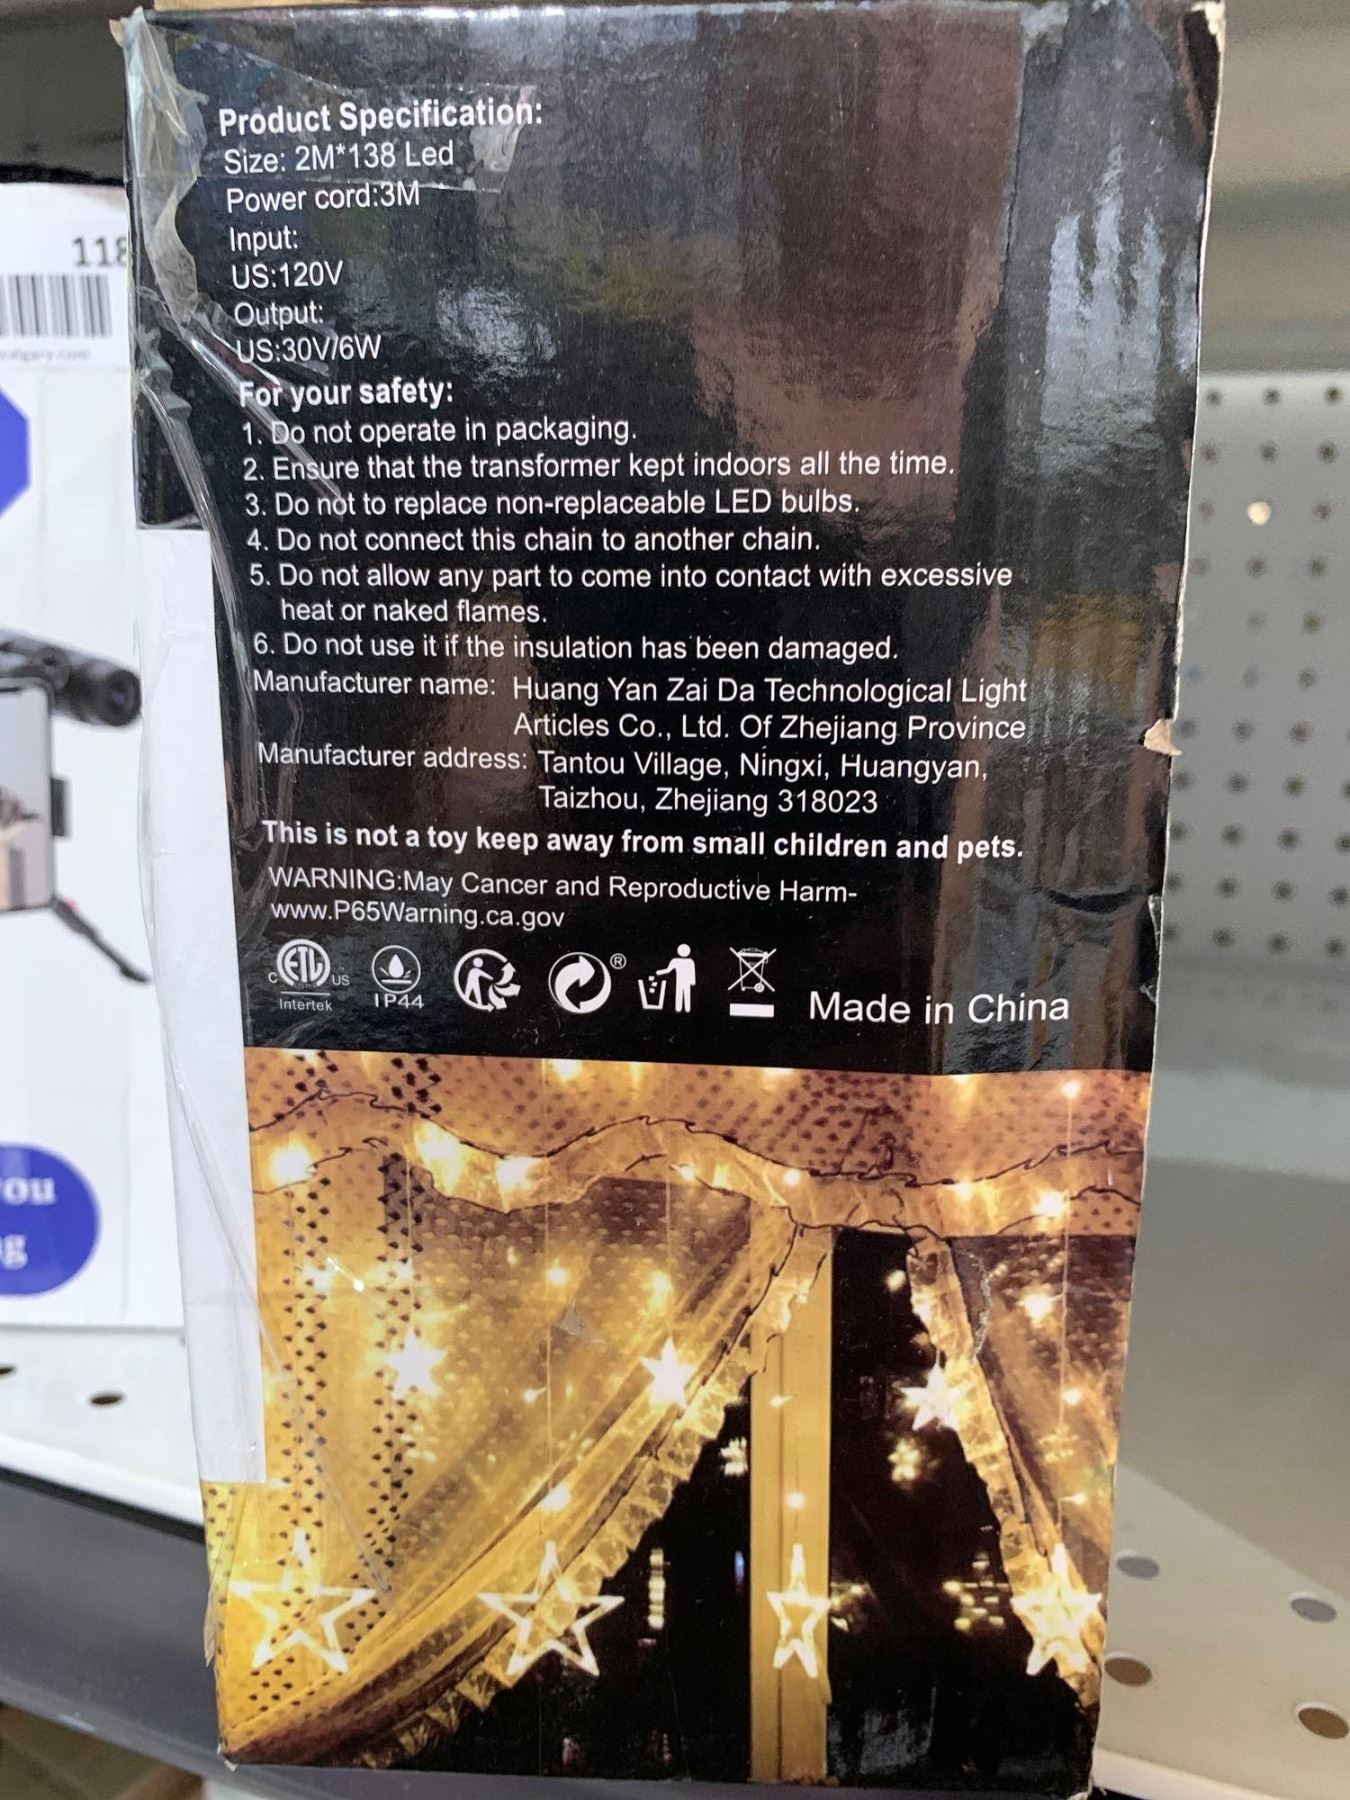 Product Specification:
Size: 2M*138 Led
Power cord:3M
Input:
US:120V
Output:
US:30V/6W
For your safety:
1. Do not operate in packaging.
2. Ensure that the transformer kept indoors all the time.
3. Do not to replace non-replaceable LED bulbs.
4. Do not connect this chain to another chain.
5. Do not allow any part to come into contact with excessive
heat or naked flames.
6. Do not use it if the insulation has been damaged.
Manufacturer name: Huang Yan Zai Da Technological Light
Articles Co., Ltd. Of Zhejiang Province
Manufacturer address: Tantou Village, Ningxi, Huangyan,
Taizhou, Zhejiang 318023
This is not a toy keep away from small children and pets.
WARNING:May Cancer and Reproductive Harm-
www.P65Warning.ca.gov
C ETL US
Intertek
IP44
®
Made in China
118
ou
g